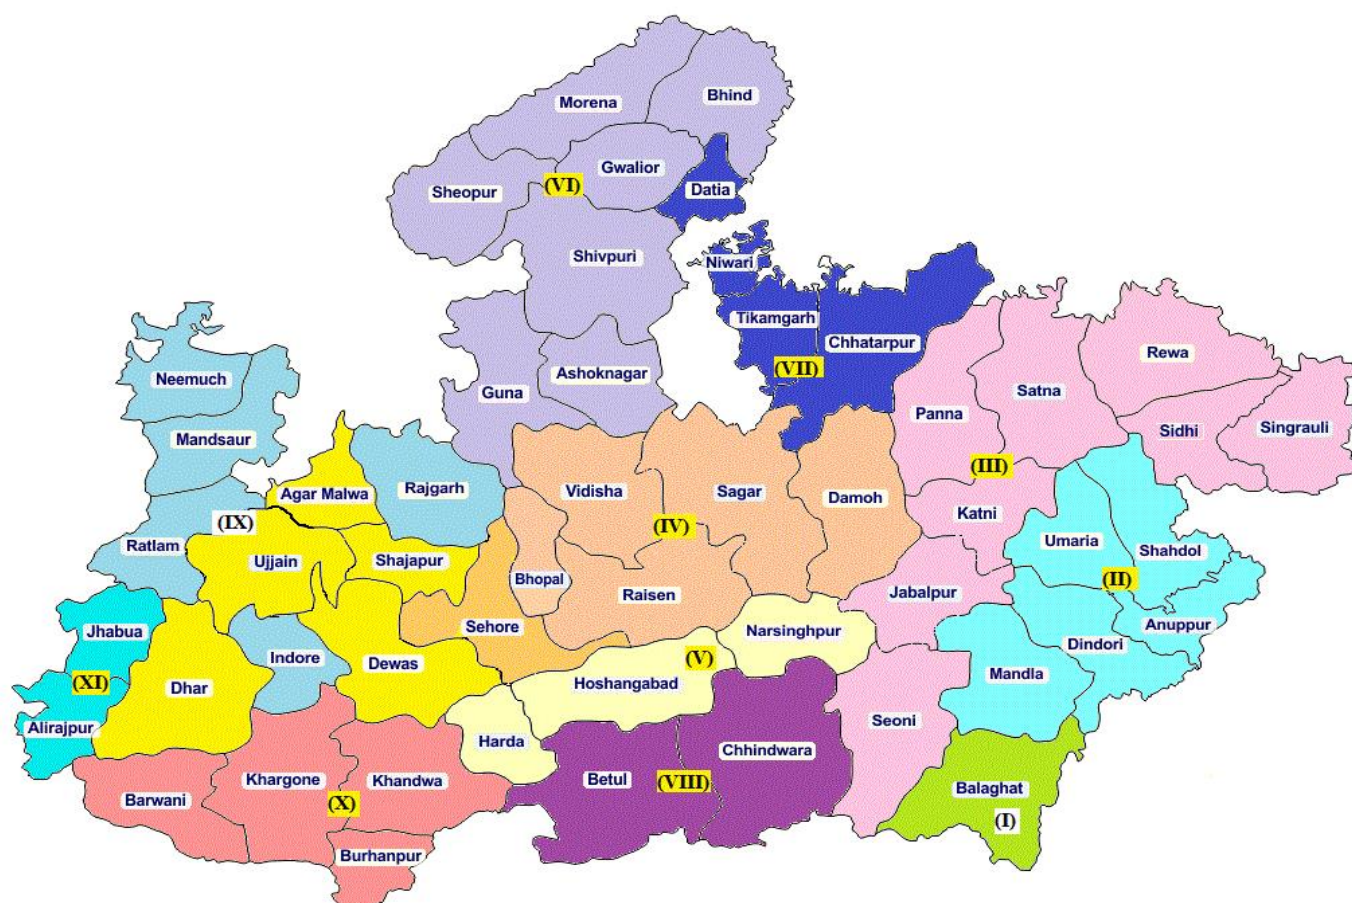 Morena
Bhind
Gwalior
Sheopur
(VI)
Datia
Shivpuri
Niwari
Tikamgarh
Chhatarpur
(VII)
Rewa
Neemuch
Ashoknagar
Guna
Satna
Panna
Mandsaur
Sidhi
Singrauli
(III)
Agar Malwa
Rajgarh
Vidisha
Sagar
Damoh
Katni
(IX)
(IV)
Ratlam
Ujjain
Shajapur
Bhopal
Raisen
Umaria
Shahdol
(II)
Jabalpur
Jhabua
Sehore
Narsinghpur
Anuppur
Dindori
Indore
Dewas
(V)
Hoshangabad
Mandla
(XI)
Dhar
Alirajpur
Seoni
Harda
Chhindwara
Betul
(VIII)
Khargone
Khandwa
Balaghat
Barwani
(X)
(I)
Burhanpur